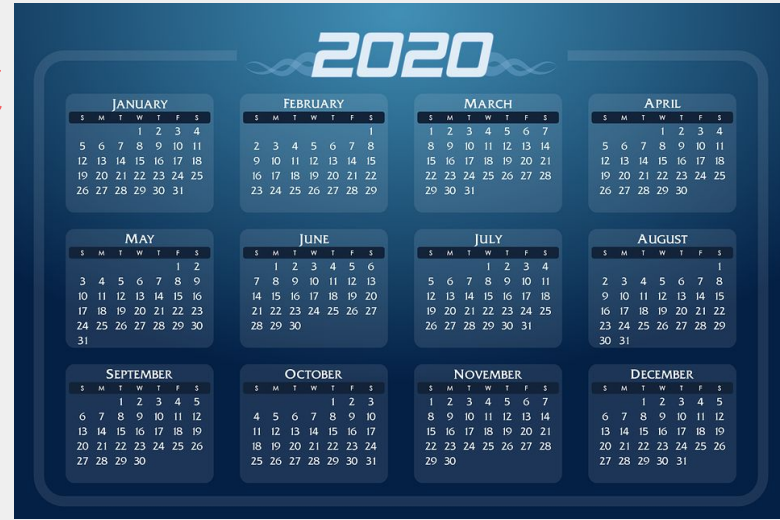 2020
JANUARY
S M T W T F S
1 2 3 4
5 6 7 8 9 10 11
12 13 14 15 16 17 18
19 20 21 22 23 24 25
26 27 28 29 30 31
FEBRUARY
S M T W T F S
1
2 3 4 5 6 7 8
9 10 11 12 13 14 15
16 17 18 19 20 21 22
23 24 25 26 27 28 29
MARCH
S M T W T F S
1 2 3 4 5 6 7
8 9 10 11 12 13 14
15 16 17 18 19 20 21
22 23 24 25 26 27 28
29 30 31
APRIL
S M T W T F S
1 2 3 4
5 6 7 8 9 10 11
12 13 14 15 16 17 18
19 20 21 22 23 24 25
26 27 28 29 30
MAY
S M T W T F S
1 2
3 4 5 6 7 8 9
10 11 12 13 14 15 16
17 18 19 20 21 22 23
24 25 26 27 28 29 30
31
JUNE
S M T W T F S
1 2 3 4 5 6
7 8 9 10 11 12 13
14 15 16 17 18 19 20
21 22 23 24 25 26 27
28 29 30
JULY
S M T W T F S
1 2 3 4
5 6 7 8 9 10 11
12 13 14 15 16 17 18
19 20 21 22 23 24 25
26 27 28 29 30 31
AUGUST
S M T W T F S
1
2 3 4 5 6 7 8
9 10 11 12 13 14 15
16 17 18 19 20 21 22
23 24 25 26 27 28 29
30 31
SEPTEMBER
S M T W T F S
1 2 3 4 5
6 7 8 9 10 11 12
13 14 15 16 17 18 19
20 21 22 23 24 25 26
27 28 29 30
OCTOBER
S M T W T F S
1 2 3
4 5 6 7 8 9 10
11 12 13 14 15 16 17
18 19 20 21 22 23 24
25 26 27 28 29 30 31
NOVEMBER
S M T W T F S
1 2 3 4 5 6 7
8 9 10 11 12 13 14
15 16 17 18 19 20 21
22 23 24 25 26 27 28
29 30
DECEMBER
S M T W T F S
1 2 3 4 5
6 7 8 9 10 11 12
13 14 15 16 17 18 19
20 21 22 23 24 25 26
27 28 29 30 31